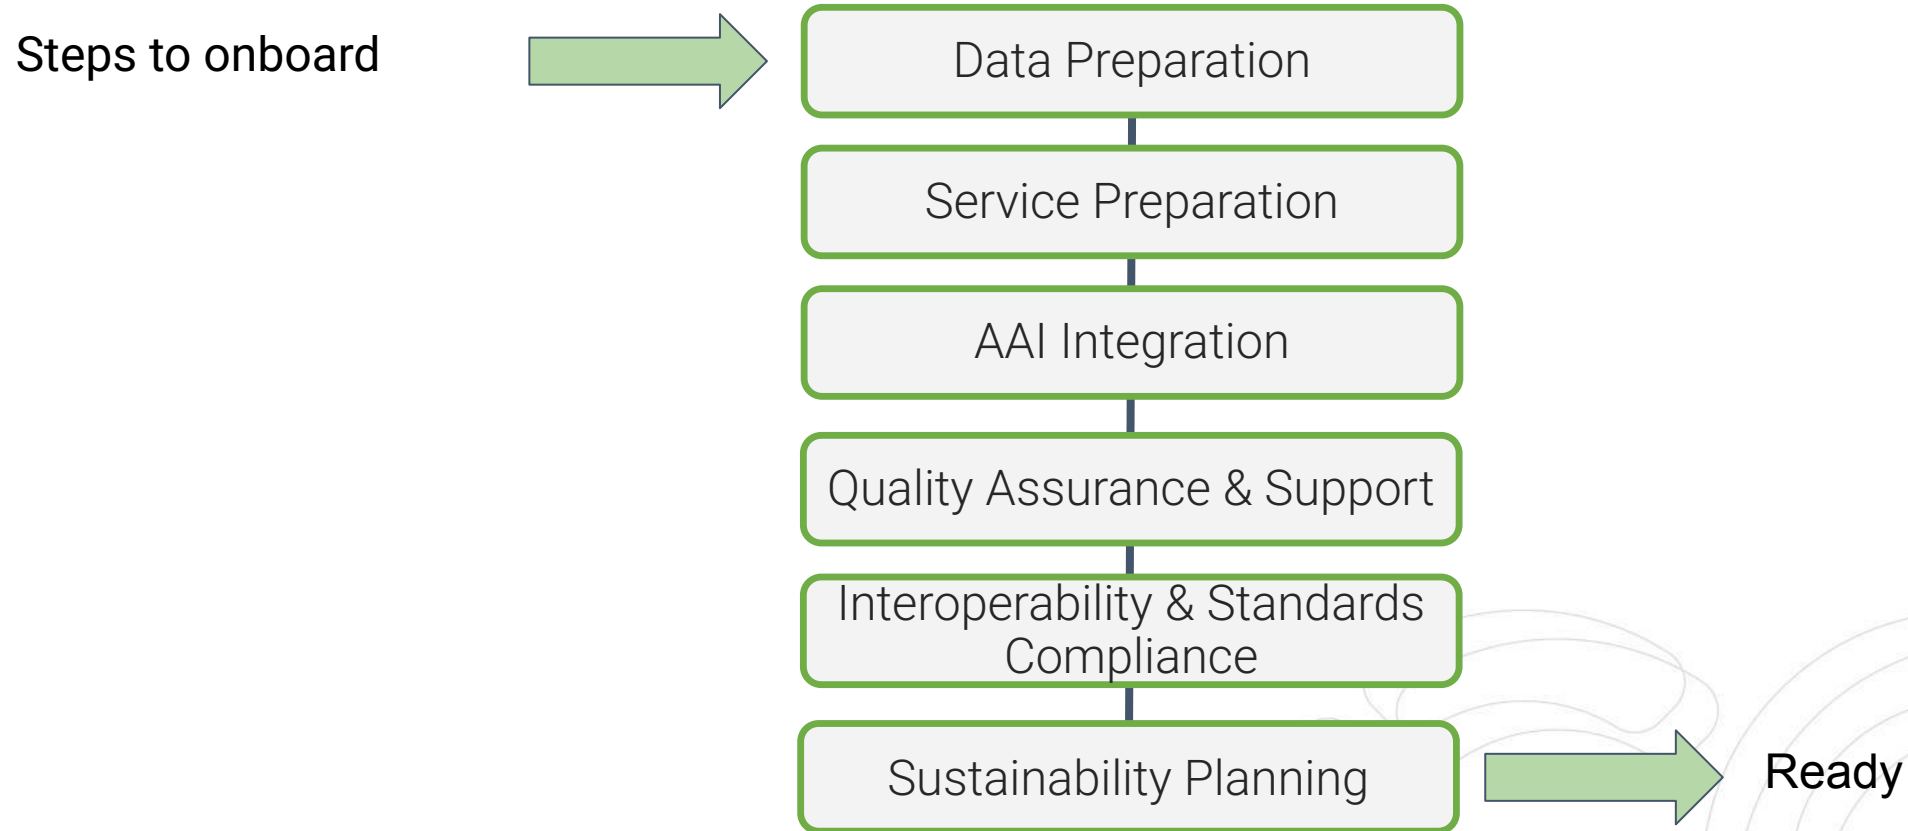 Steps to onboard
Data Preparation
Service Preparation
AAI Integration
Quality Assurance & Support
Interoperability & Standards
Compliance
Sustainability Planning
Ready